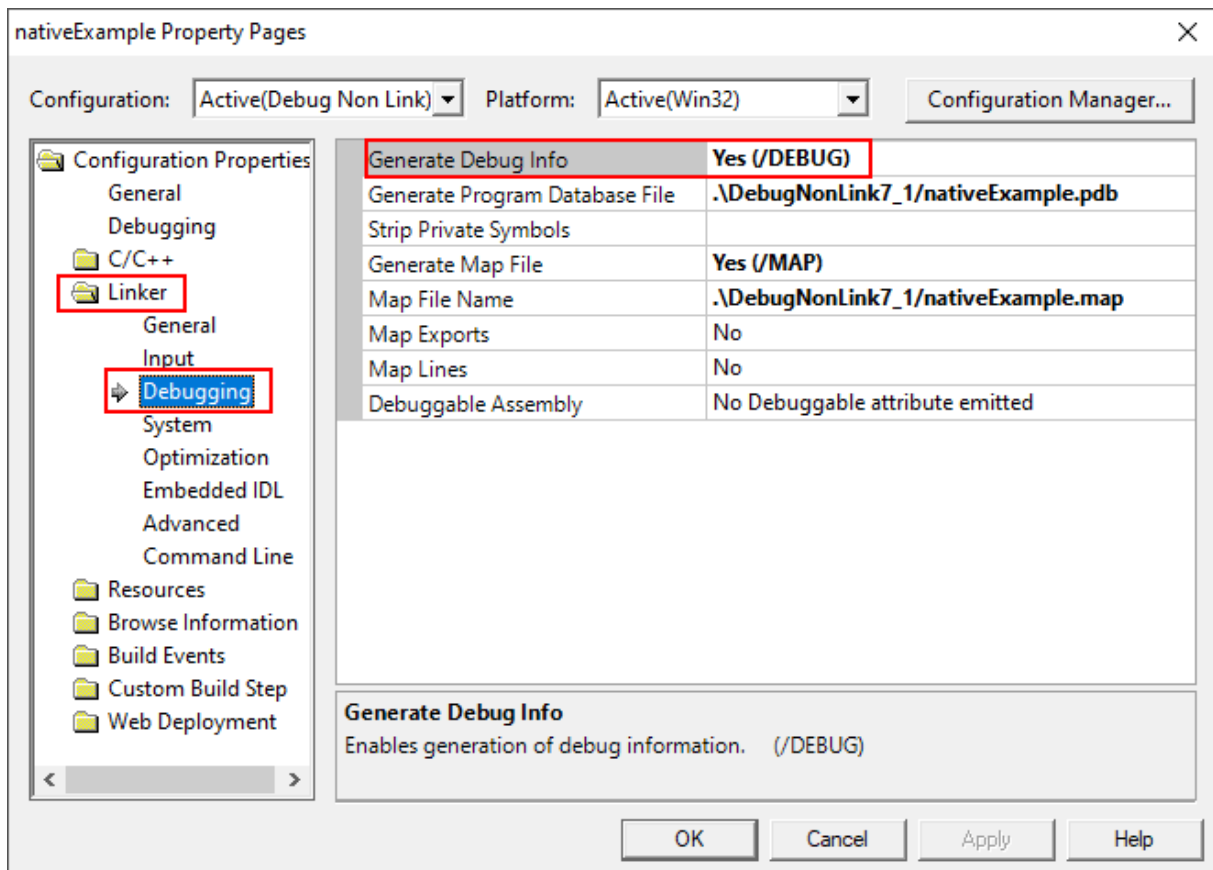 nativeExample Property Pages
Configuration: Active(Debug Non Link) Platform: Active(Win32) Configuration Manager...
Configuration Properties
General
Debugging
C/C++
Linker
General
Input
Debugging
System
Optimization
Embedded IDL
Advanced
Command Line
Resources
Browse Information
Build Events
Custom Build Step
Web Deployment
Generate Debug Info Yes (/DEBUG)
Generate Program Database File .\DebugNonLink7_1/nativeExample.pdb
Strip Private Symbols
Generate Map File Yes (/MAP)
Map File Name .\DebugNonLink7_1/nativeExample.map
Map Exports No
Map Lines No
Debuggable Assembly No Debuggable attribute emitted
Generate Debug Info
Enables generation of debug information. (/DEBUG)
OK Cancel Apply Help